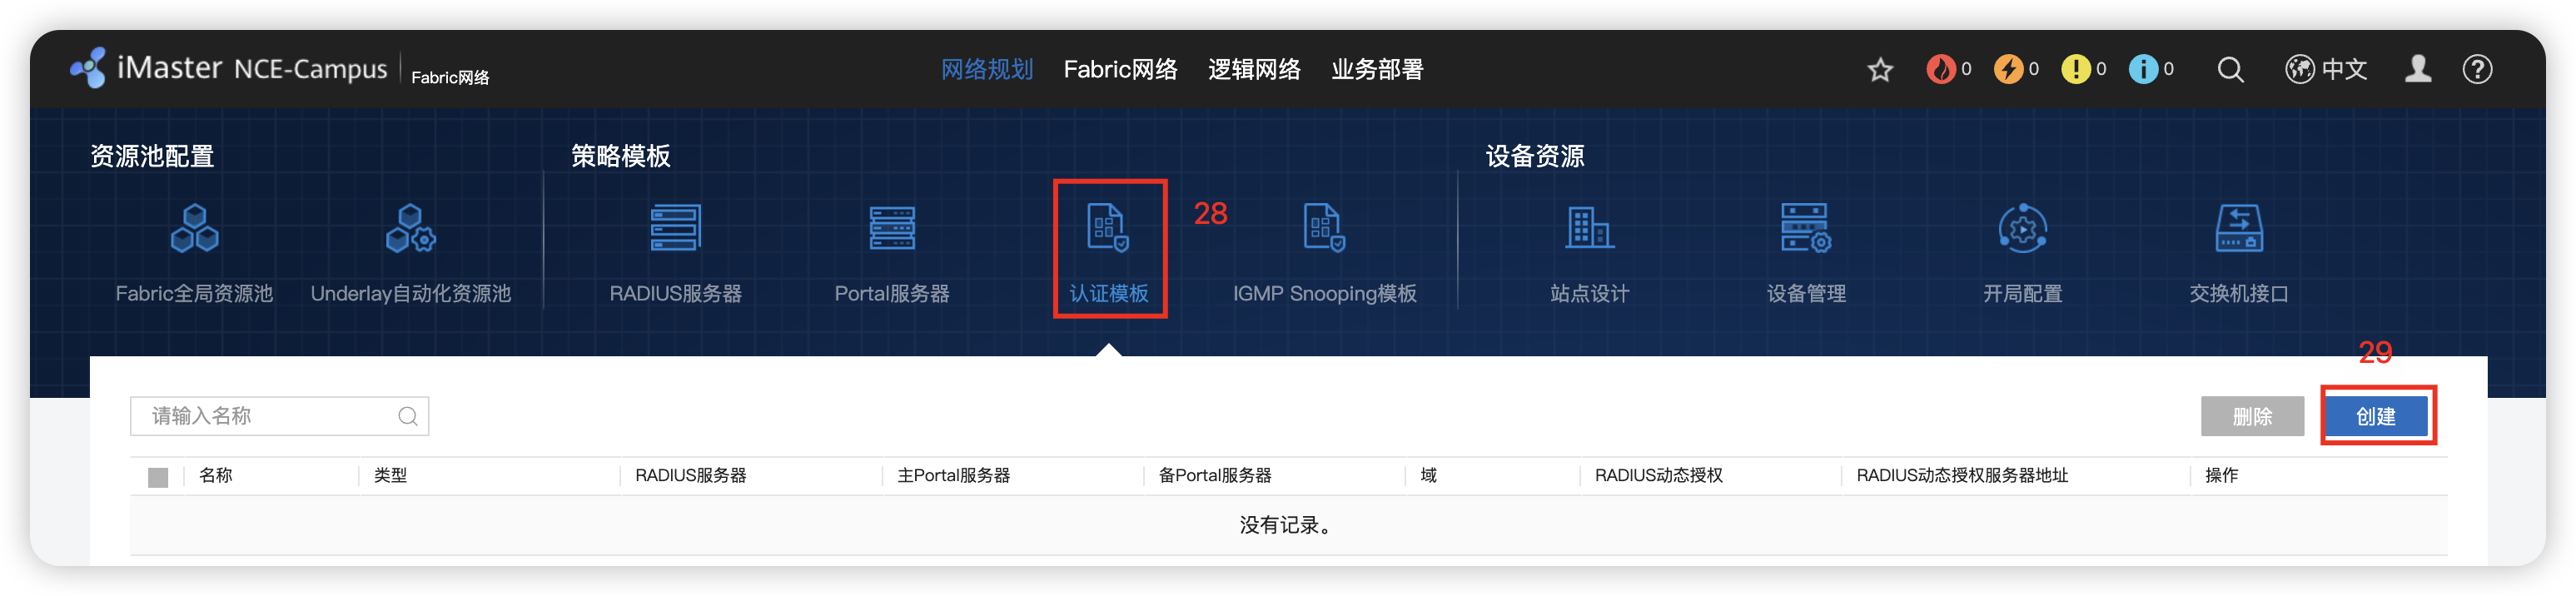 iMaster NCE-Campus Fabric网络 网络规划 Fabric网络 逻辑网络 业务部署 0 0 0 0 中文
资源池配置 策略模板 设备资源
28
Fabric全局资源池 Underlay自动化资源池 RADIUS服务器 Portal服务器 认证模板 IGMP Snooping模板 站点设计 设备管理 开局配置 交换机接口
29
请输入名称 删除 创建
名称 类型 RADIUS服务器 主Portal服务器 备Portal服务器 域 RADIUS动态授权 RADIUS动态授权服务器地址 操作
没有记录。